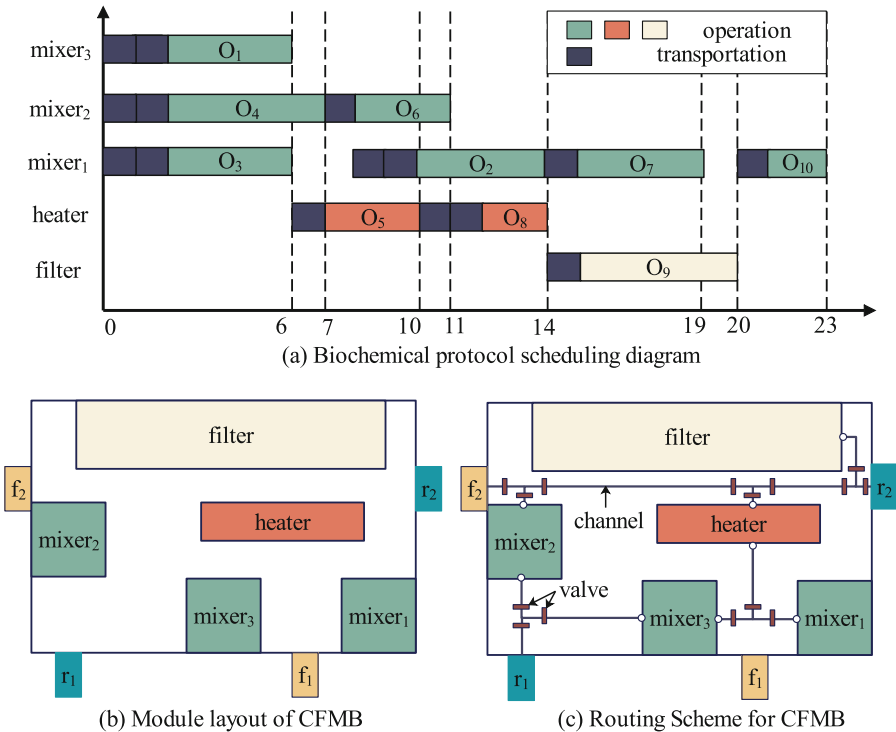 mixer₃ O₁ operation
transportation
mixer₂ O₄ O₆
mixer₁ O₃ O₂ O₇ O₁₀
heater O₅ O₈
filter O₉
0 6 7 10 11 14 19 20 23
(a) Biochemical protocol scheduling diagram
filter
f₂ r₂
heater
mixer₂
mixer₃ mixer₁
r₁ f₁
(b) Module layout of CFMB
filter
f₂ r₂
channel heater
mixer₂
valve
mixer₃ mixer₁
r₁ f₁
(c) Routing Scheme for CFMB